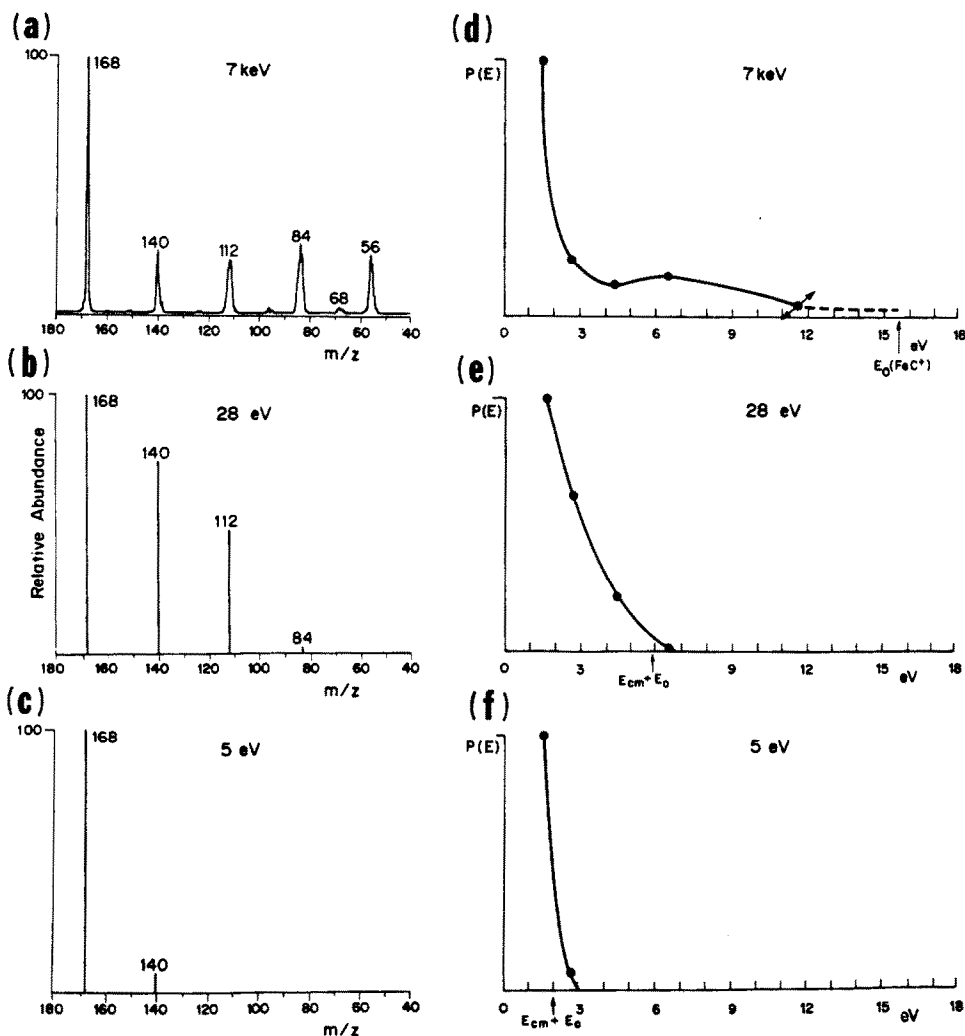 (a)
100
168
7 keV
140
112
84
68
56
180 160 140 120 100 80 60 40
m/z
(d)
P(E)
7 keV
0 3 6 9 12 15 18
eV
E₀(FeC⁺)
(b)
100
168
28 eV
140
112
84
Relative Abundance
180 160 140 120 100 80 60 40
m/z
(e)
P(E)
28 eV
0 3 6 9 12 15 18
eV
Ecm + E₀
(c)
100
168
5 eV
140
180 160 140 120 100 80 60 40
m/z
(f)
P(E)
5 eV
0 3 6 9 12 15 18
eV
Ecm + E₀